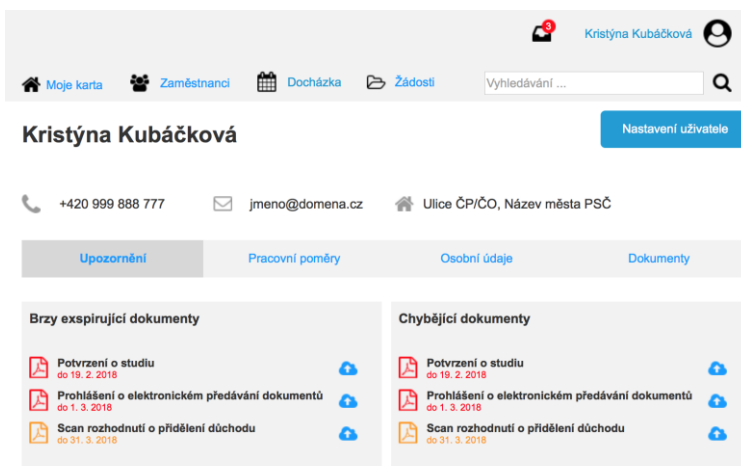 3
Kristýna Kubáčková
Moje karta Zaměstnanci Docházka Žádosti Vyhledávání ...
Kristýna Kubáčková
Nastavení uživatele
+420 999 888 777 jmeno@domena.cz Ulice ČP/ČO, Název města PSČ
Upozornění Pracovní poměry Osobní údaje Dokumenty
Brzy exspirující dokumenty
Potvrzení o studiu
do 19. 2. 2018
Prohlášení o elektronickém předávání dokumentů
do 1. 3. 2018
Scan rozhodnutí o přidělení důchodu
do 31. 3. 2018
Chybějící dokumenty
Potvrzení o studiu
do 19. 2. 2018
Prohlášení o elektronickém předávání dokumentů
do 1. 3. 2018
Scan rozhodnutí o přidělení důchodu
do 31. 3. 2018